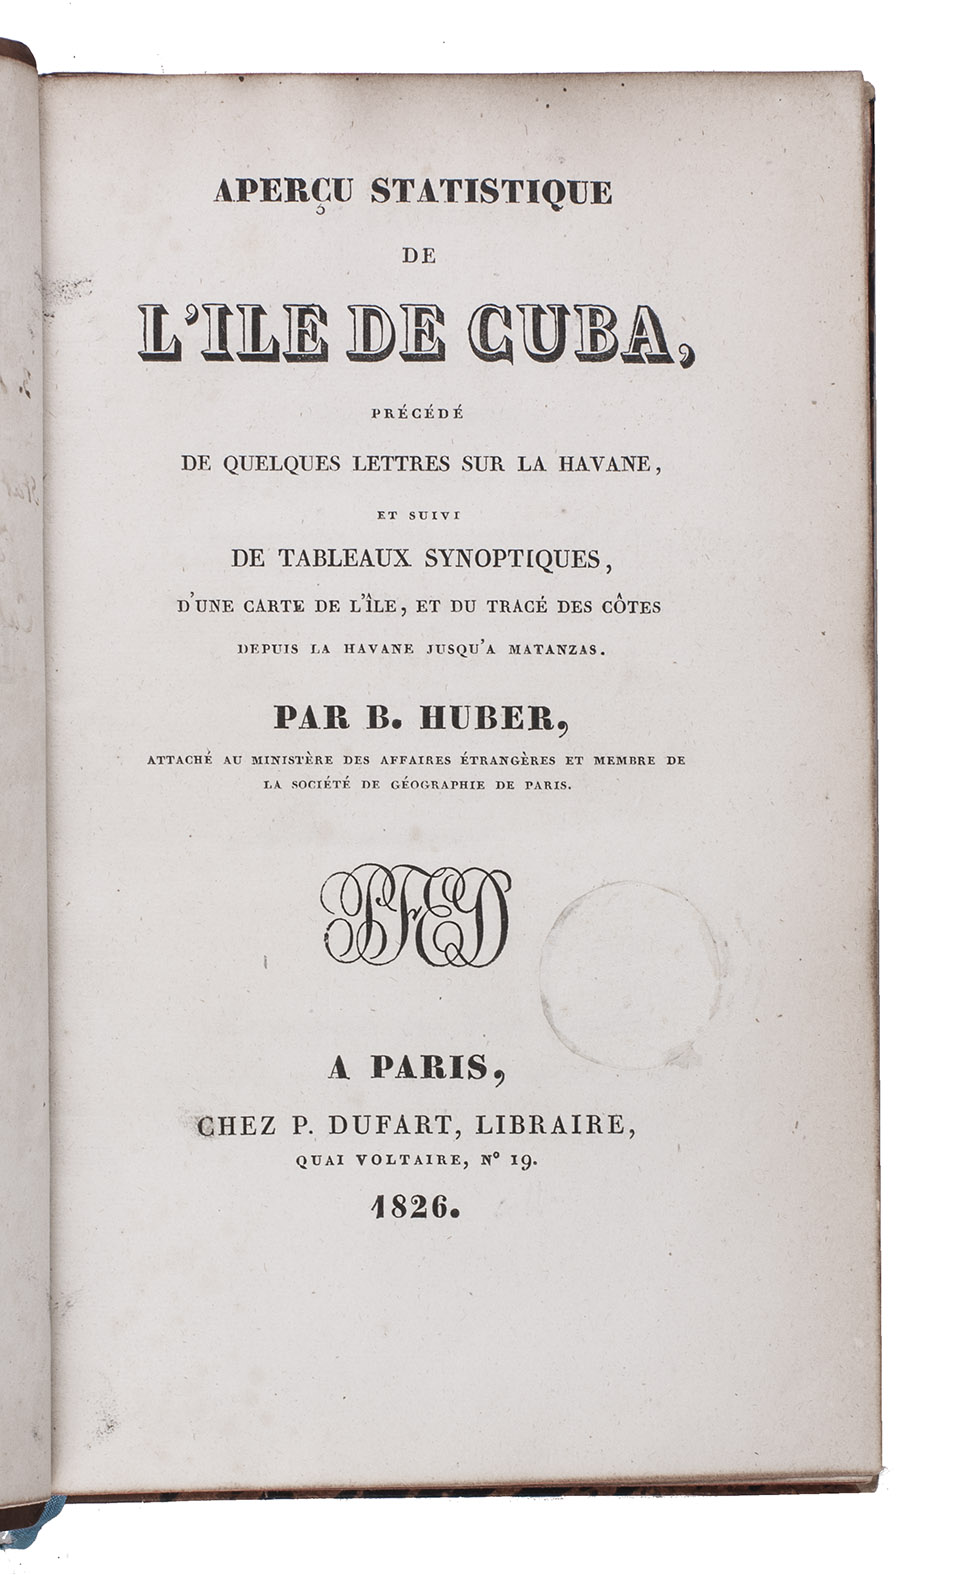 APERÇU STATISTIQUE
DE
L'ILE DE CUBA,
PRÉCÉDÉ
DE QUELQUES LETTRES SUR LA HAVANE,
ET SUIVI
DE TABLEAUX SYNOPTIQUES,
D'UNE CARTE DE L'ÎLE, ET DU TRACÉ DES CÔTES
DEPUIS LA HAVANE JUSQU'A MATANZAS.
PAR B. HUBER,
ATTACHÉ AU MINISTÈRE DES AFFAIRES ÉTRANGÈRES ET MEMBRE DE
LA SOCIÉTÉ DE GÉOGRAPHIE DE PARIS.
A PARIS,
CHEZ P. DUFART, LIBRAIRE,
QUAI VOLTAIRE, Nº 19.
1826.